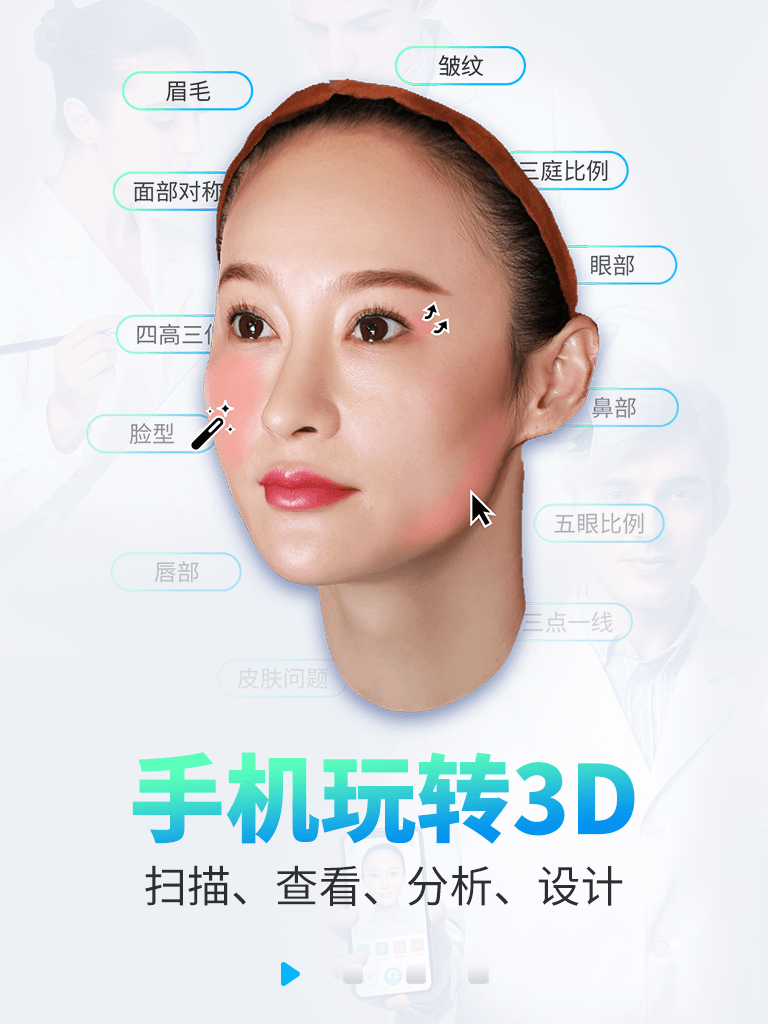 皱纹
眉毛
三庭比例
面部对称
眼部
四高三低
鼻部
脸型
五眼比例
唇部
三点一线
皮肤问题
手机玩转3D
扫描、查看、分析、设计